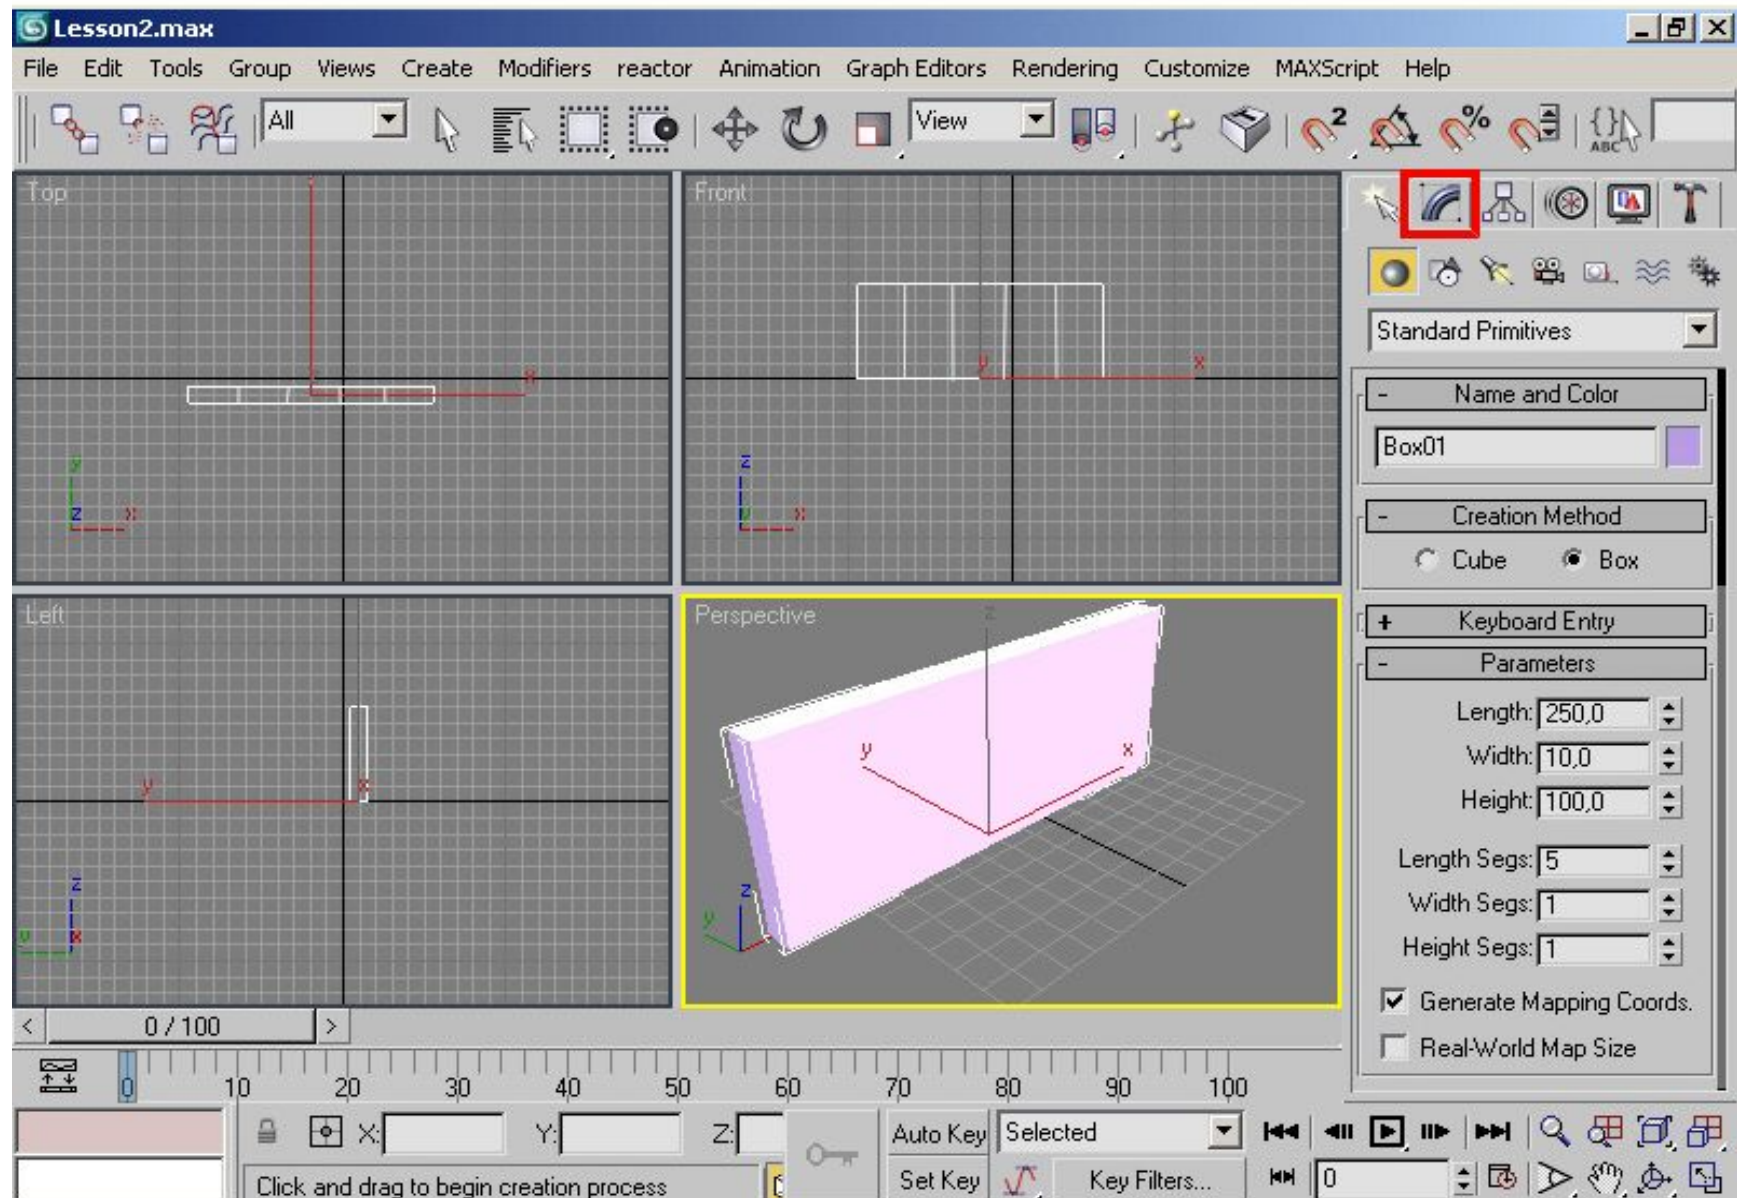 Lesson2.max
File Edit Tools Group Views Create Modifiers reactor Animation Graph Editors Rendering Customize MAXScript Help
All View 2 % ABC
Top Front
Standard Primitives
- Name and Color
Box01
- Creation Method
Cube Box
Left Perspective
+ Keyboard Entry
- Parameters
Length: 250,0
Width: 10,0
Height: 100,0
Length Segs: 5
Width Segs: 1
Height Segs: 1
Generate Mapping Coords.
Real-World Map Size
y x z
< 0 / 100 >
0 10 20 30 40 50 60 70 80 90 100
X: Y: Z: Auto Key Selected
Click and drag to begin creation process Set Key Key Filters... 0